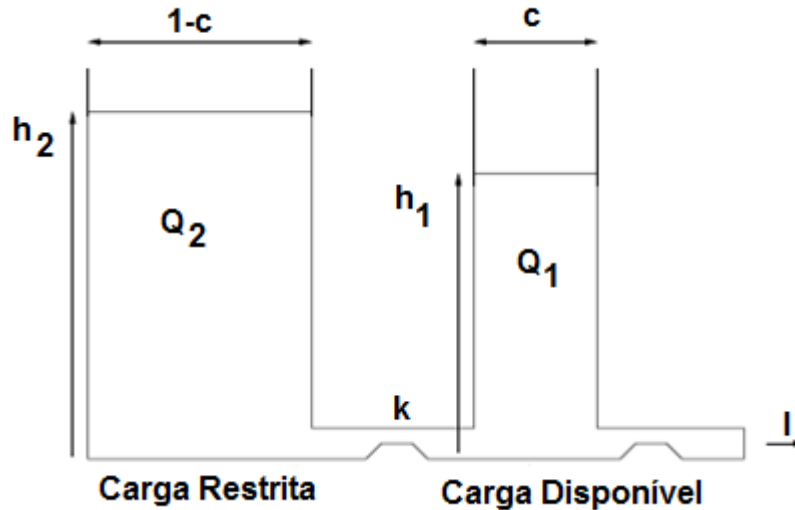 1-c
c
h2
h1
Q2
Q1
k
I
Carga Restrita
Carga Disponível